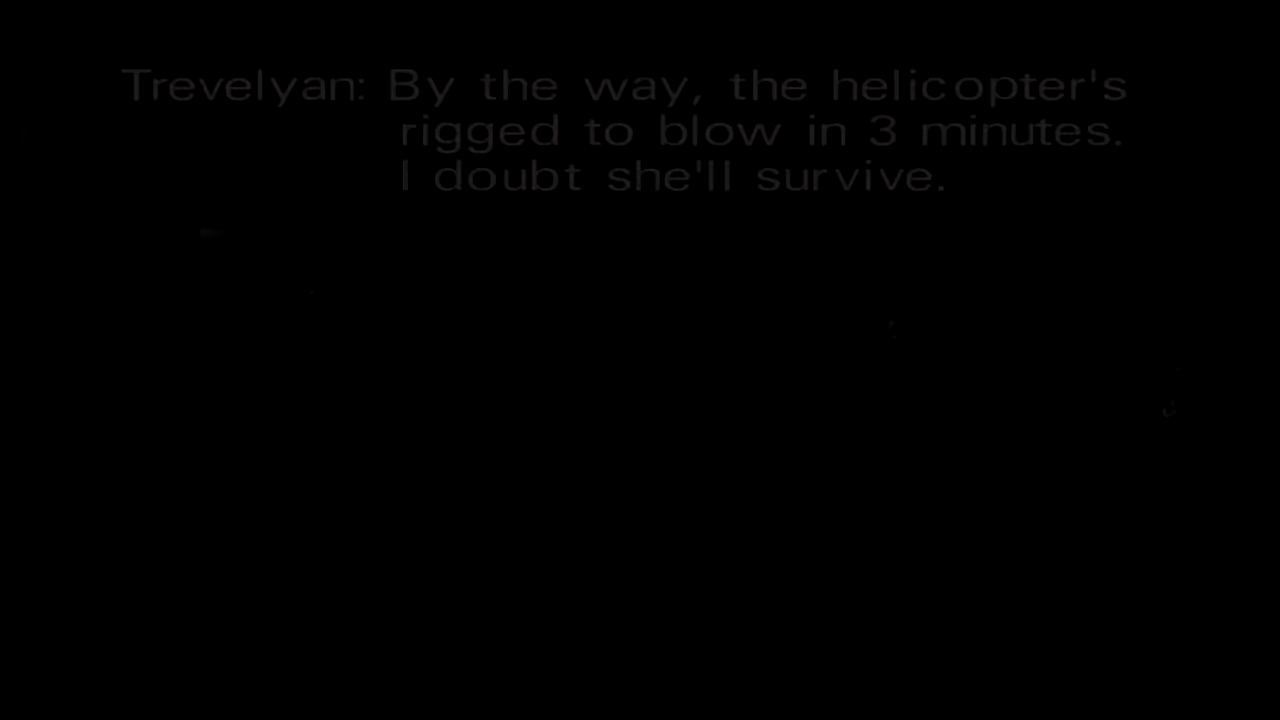 Trevelyan: By the way, the helicopter's
rigged to blow in 3 minutes.
I doubt she'll survive.